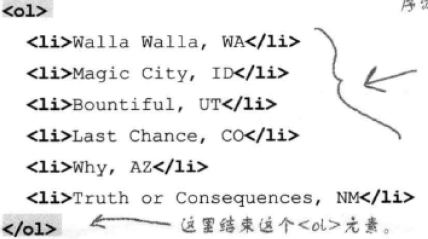 <ol>
<li>Walla Walla, WA</li>
<li>Magic City, ID</li>
<li>Bountiful, UT</li>
<li>Last Chance, CO</li>
<li>Why, AZ</li>
<li>Truth or Consequences, NM</li>
</ol> 这里结束这个<ol>元素。